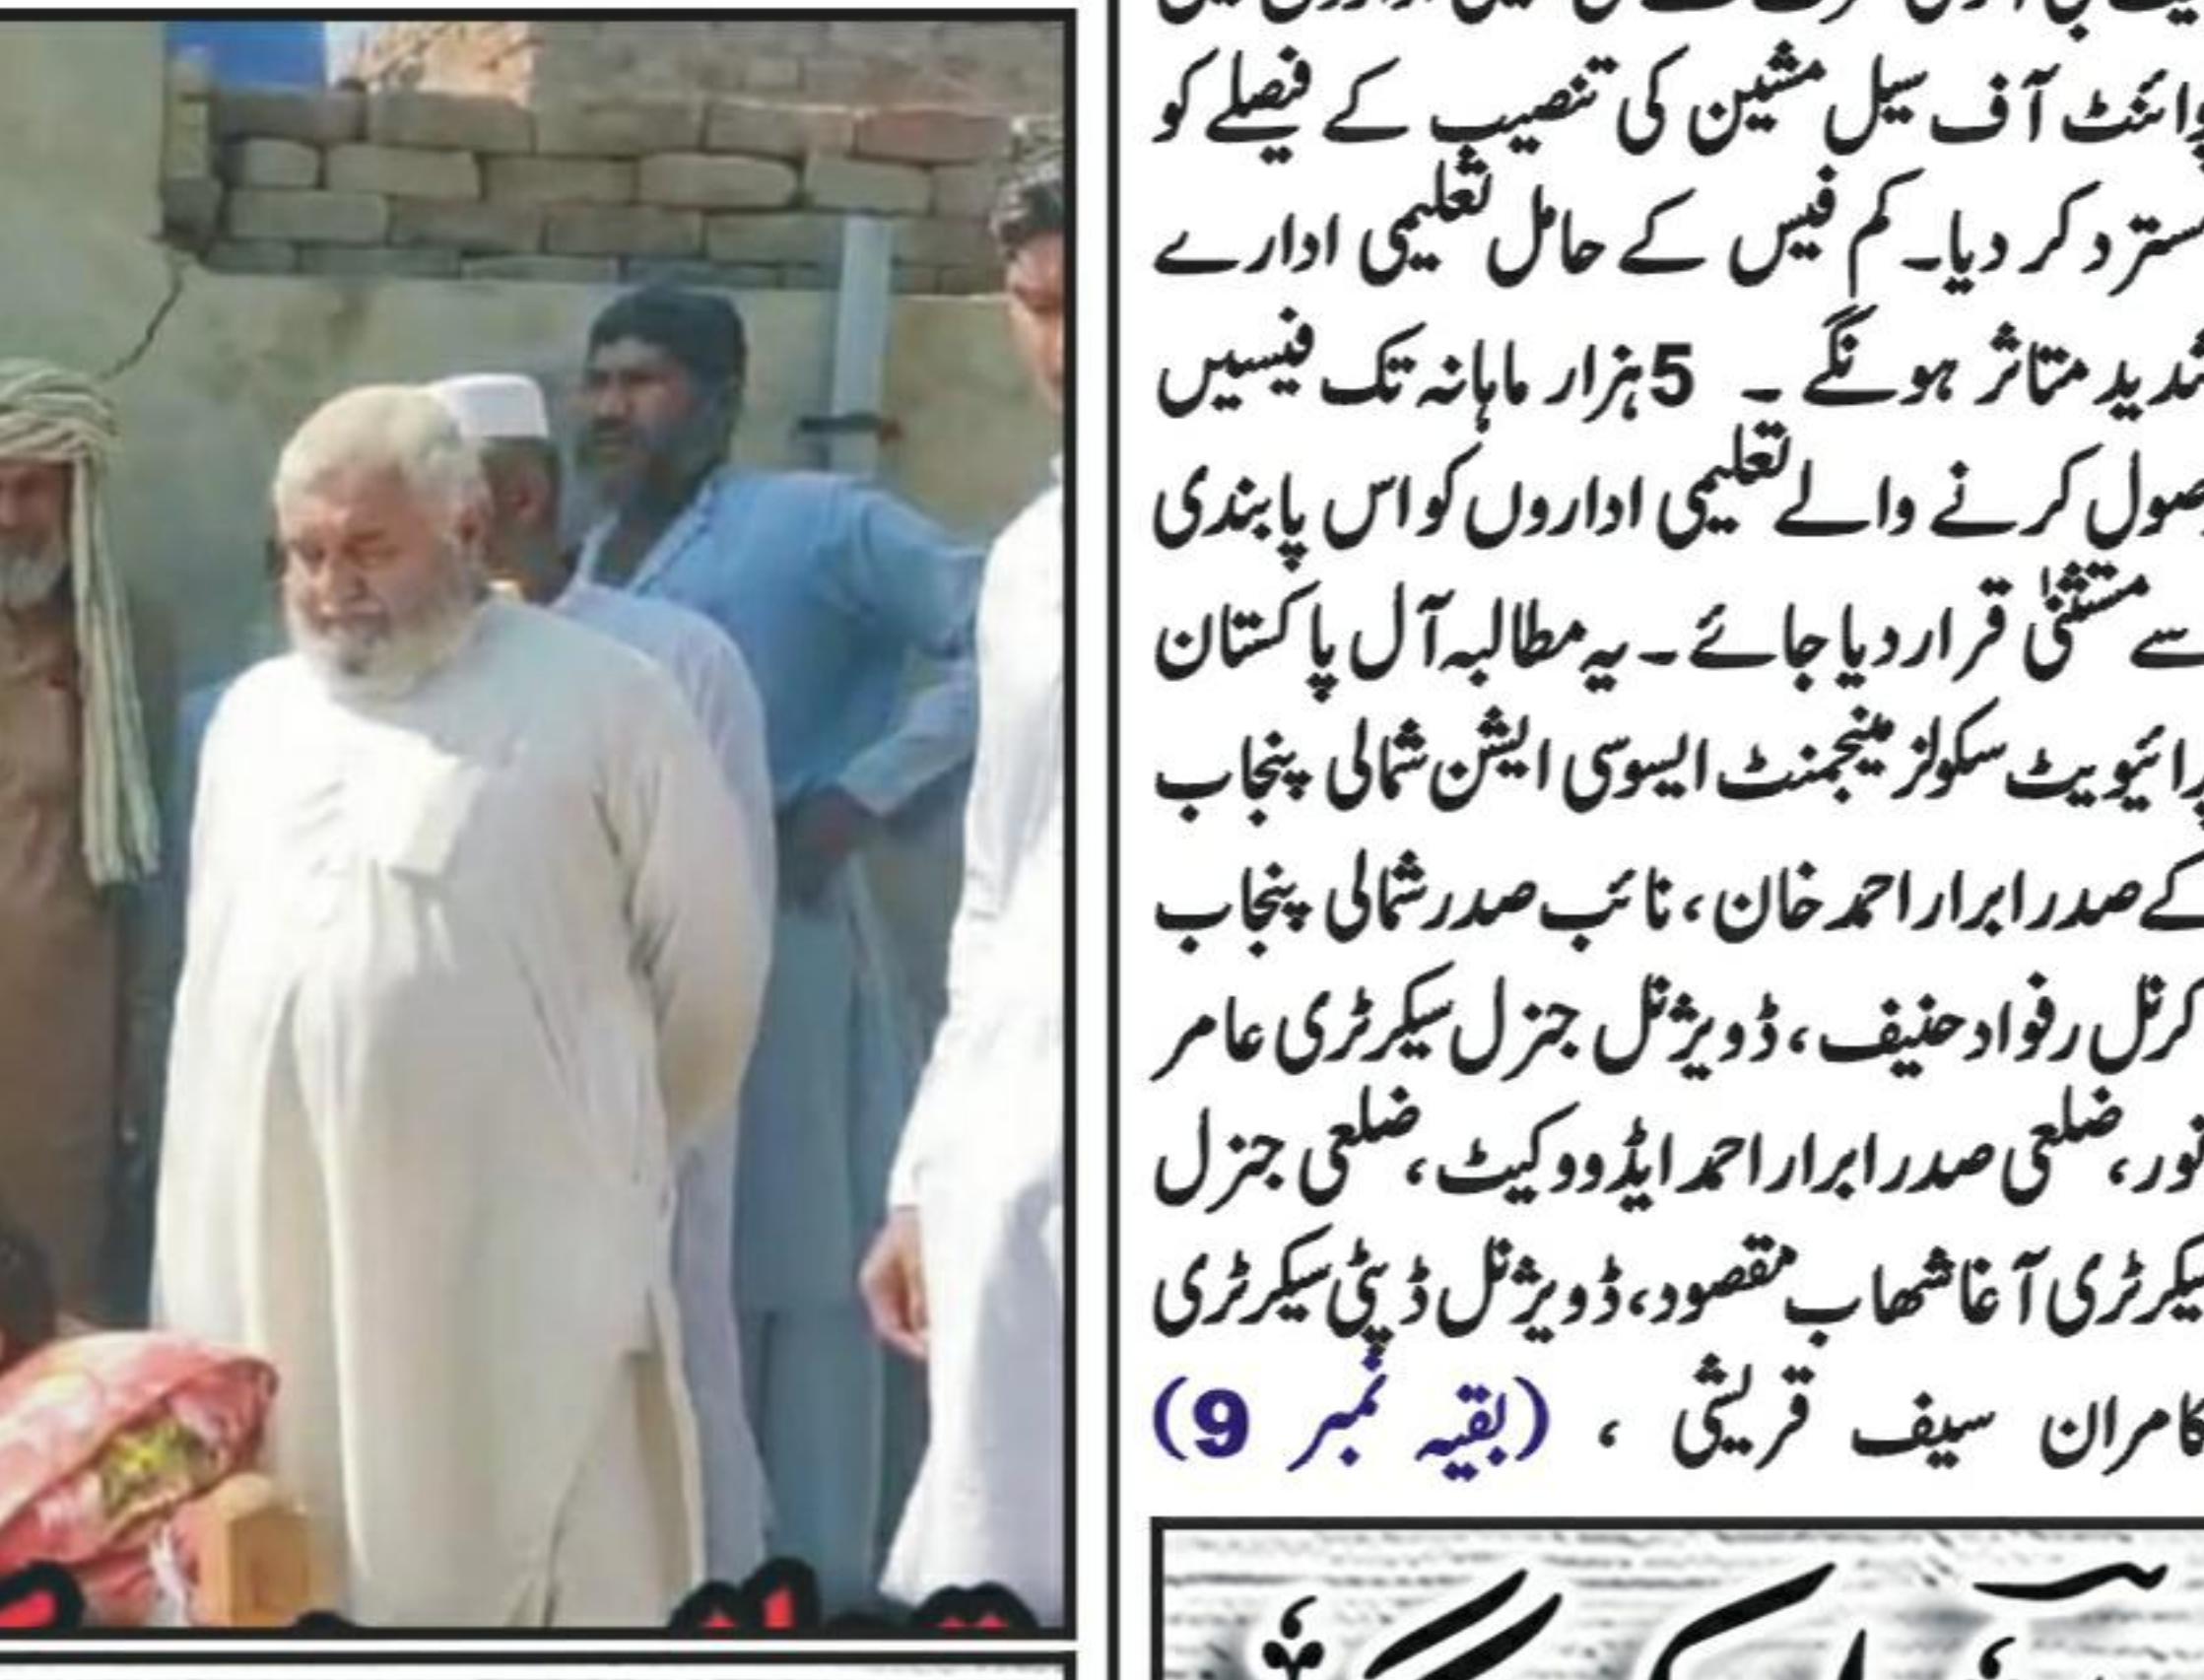 پوائنٹ آف سیل مشین کی تنصیب کے فیصلے کو
مسترد کر دیا۔ کم فیس کے حامل تعلیمی ادارے
شدید متاثر ہونگے ۔ 5 ہزار ماہانہ تک فیسیں
وصول کرنے والے تعلیمی اداروں کو اس پابندی
سے مستثنیٰ قرار دیا جائے ۔ یہ مطالبہ آل پاکستان
پرائیویٹ سکولز مینجمنٹ ایسوسی ایشن شمالی پنجاب
کے صدر ابرار احمد خان ، نائب صدر شمالی پنجاب
کرنل ر فواد حنیف ، ڈویژنل جنرل سیکرٹری عامر
نور ، ضلعی صدر ابرار احمد ایڈووکیٹ ، ضلعی جنرل
سیکرٹری آغا شھاب مقصود، ڈویژنل ڈپٹی سیکرٹری
کامران سیف قریشی ، (بقیہ نمبر 9)